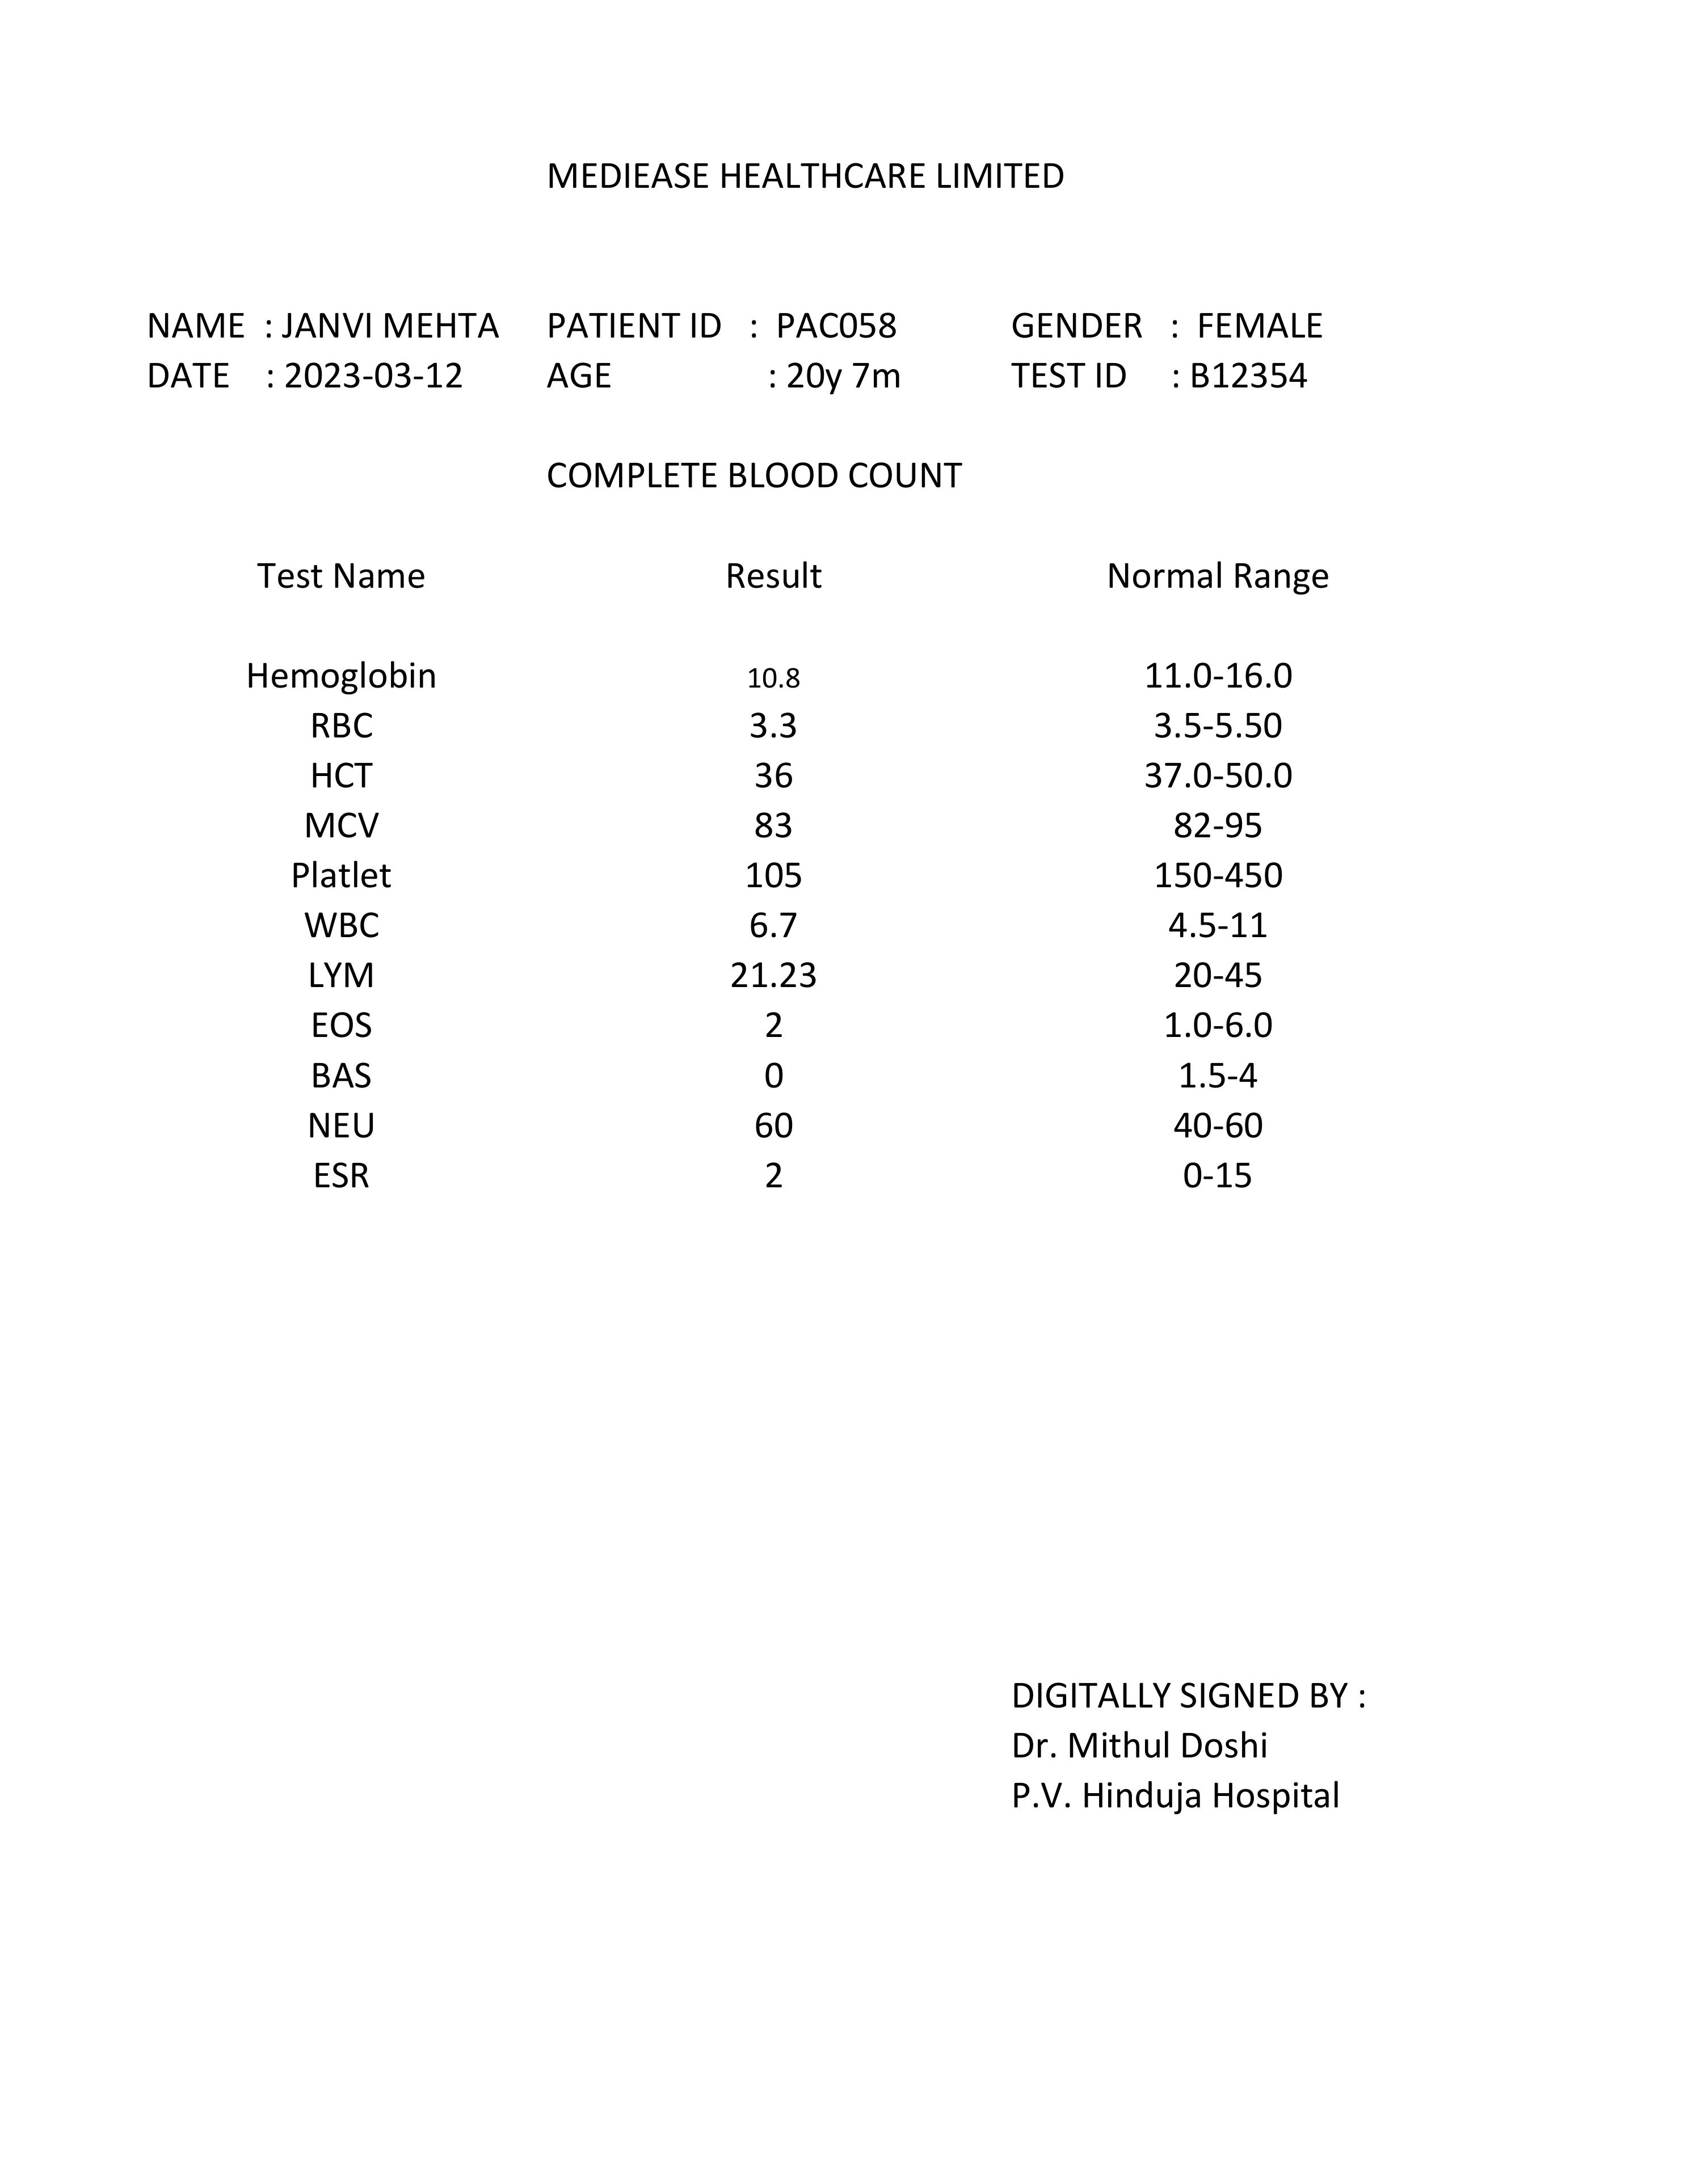 MEDIEASE HEALTHCARE LIMITED
NAME : JANVI MEHTA PATIENT ID : PAC058 GENDER : FEMALE
DATE : 2023-03-12 AGE : 20y 7m TEST ID : B12354
COMPLETE BLOOD COUNT
Test Name Result Normal Range
Hemoglobin 10.8 11.0-16.0
RBC 3.3 3.5-5.50
HCT 36 37.0-50.0
MCV 83 82-95
Platlet 105 150-450
WBC 6.7 4.5-11
LYM 21.23 20-45
EOS 2 1.0-6.0
BAS 0 1.5-4
NEU 60 40-60
ESR 2 0-15
DIGITALLY SIGNED BY :
Dr. Mithul Doshi
P.V. Hinduja Hospital